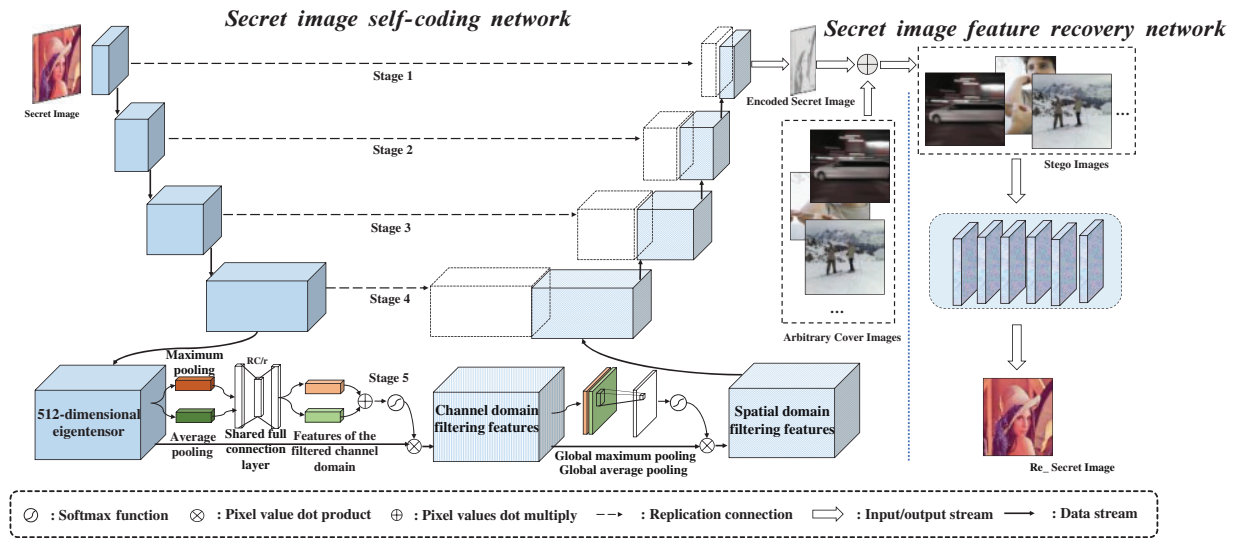 Secret image self-coding network
Secret image feature recovery network
Secret Image
Stage 1
Stage 2
Stage 3
Stage 4
Encoded Secret Image
...
Arbitrary Cover Images
...
Stego Images
Re_ Secret Image
512-dimensional
eigentensor
Maximum
pooling
Average
pooling
RC/r
Shared full
connection
layer
Stage 5
Features of the
filtered channel
domain
Channel domain
filtering features
Global maximum pooling
Global average pooling
Spatial domain
filtering features
: Softmax function
: Pixel value dot product
: Pixel values dot multiply
: Replication connection
: Input/output stream
: Data stream